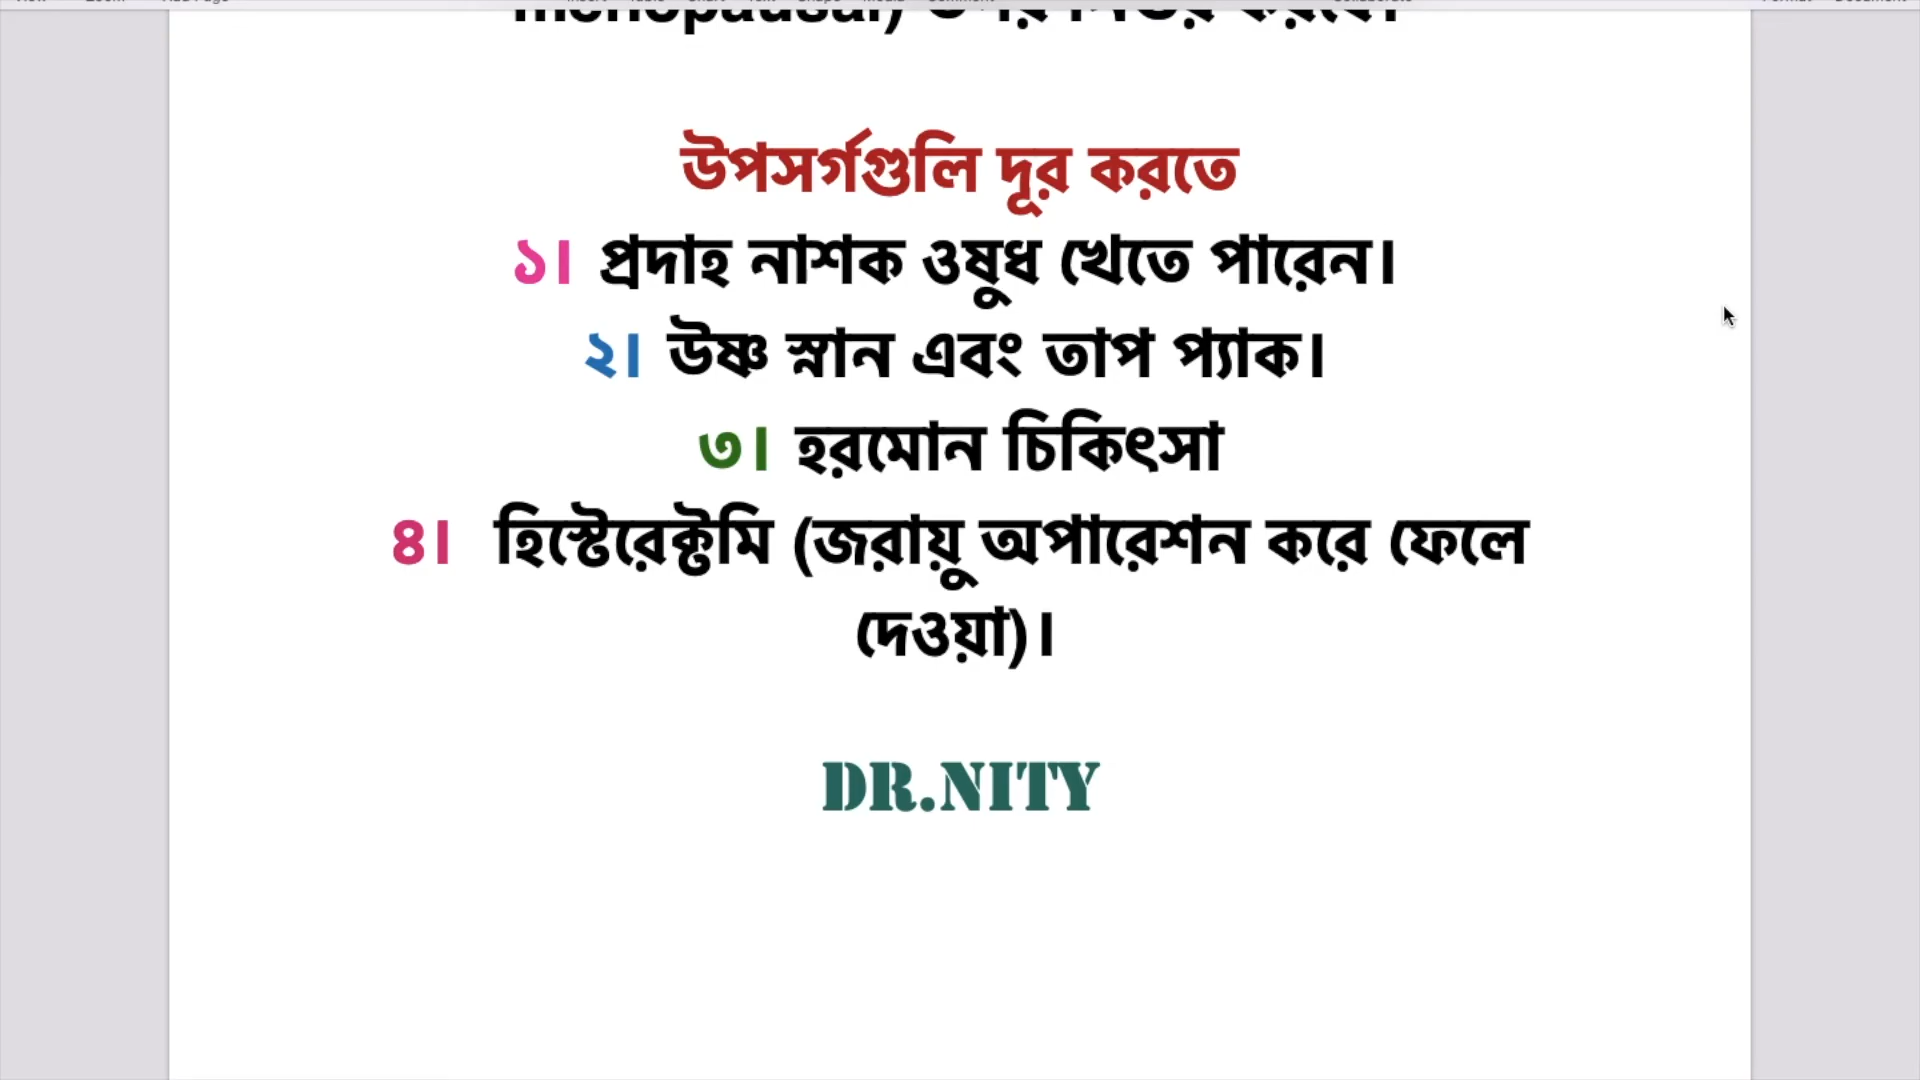 উপসর্গগুলি দূর করতে
১। প্রদাহ নাশক ওষুধ খেতে পারেন।
২। উষ্ণ স্নান এবং তাপ প্যাক।
৩। হরমোন চিকিৎসা
৪। হিস্টেরেক্টমি (জরায়ু অপারেশন করে ফেলে
দেওয়া)।
DR.NITY